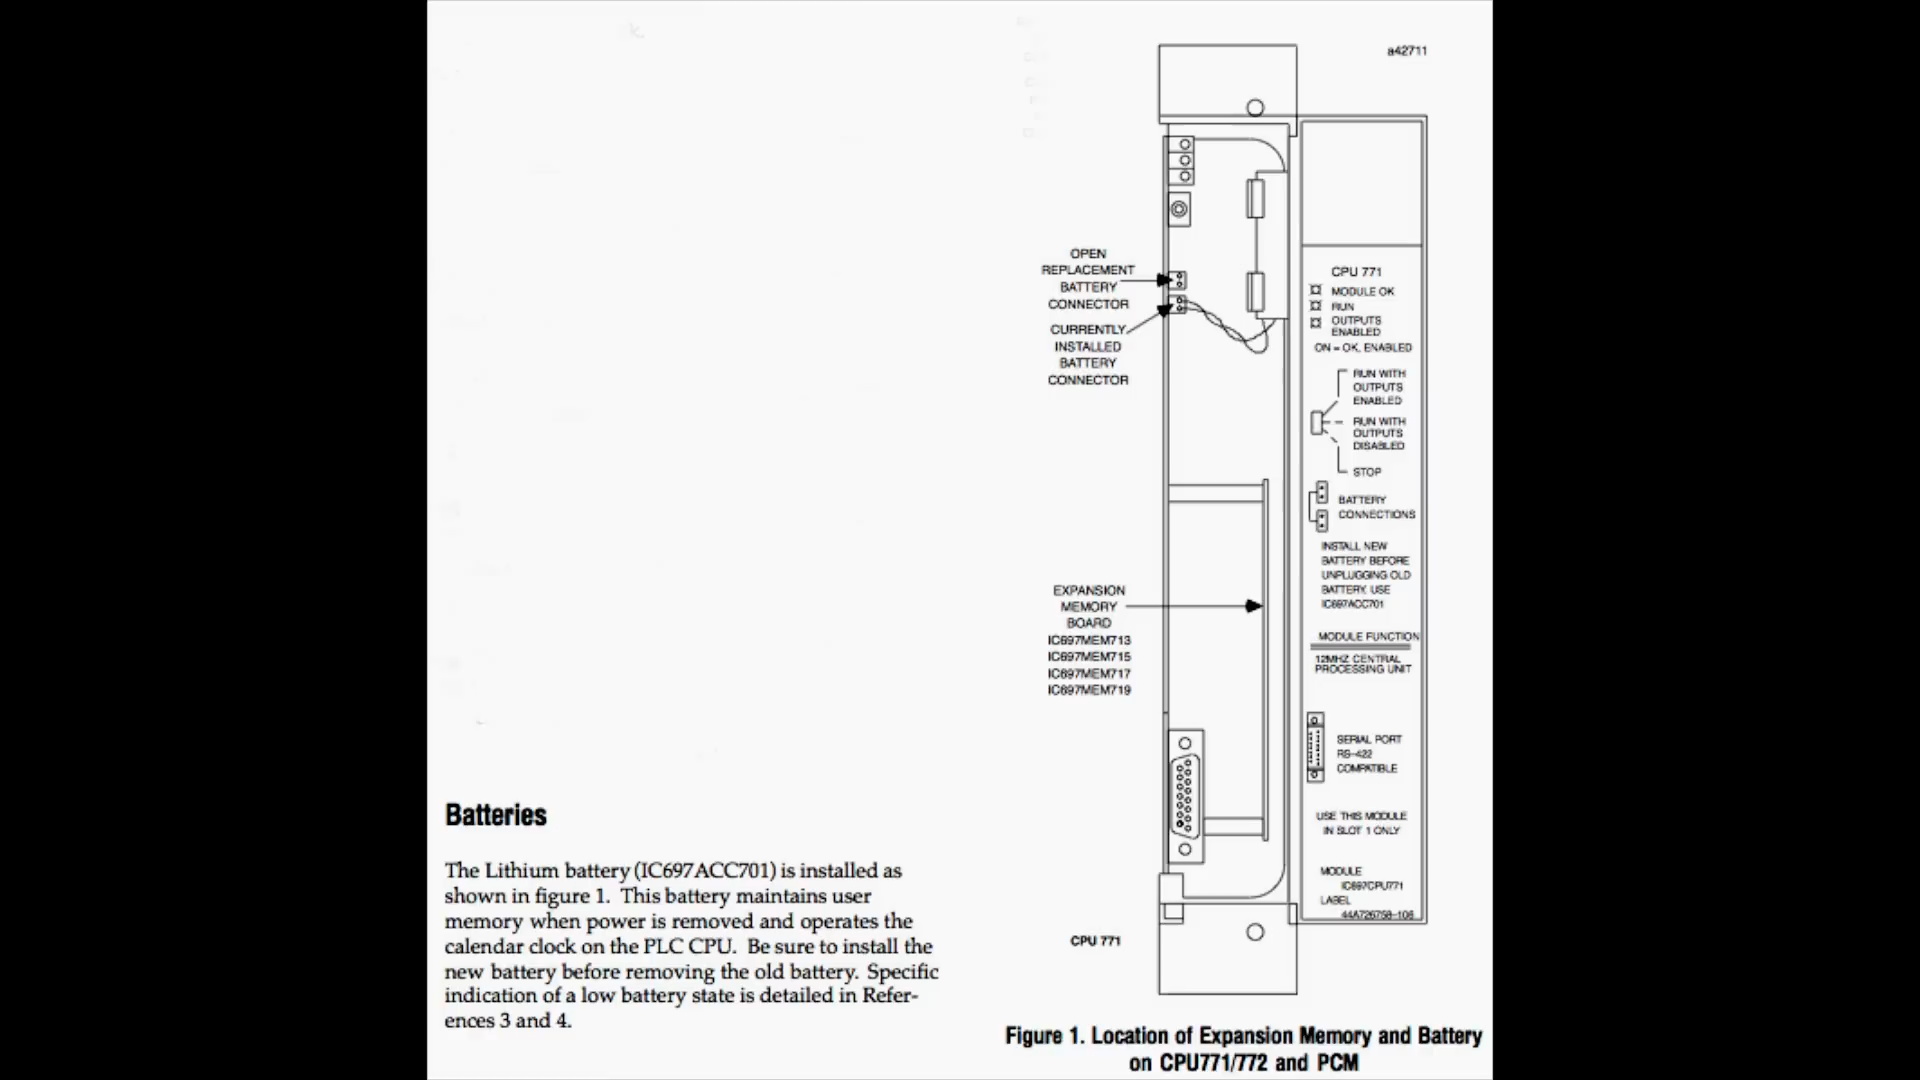 a42711
OPEN
REPLACEMENT
BATTERY
CONNECTOR
CURRENTLY
INSTALLED
BATTERY
CONNECTOR
EXPANSION
MEMORY
BOARD
IC697MEM713
IC697MEM715
IC697MEM717
IC697MEM719
CPU 771
CPU 771
MODULE OK
RUN
OUTPUTS
ENABLED
ON = OK, ENABLED
RUN WITH
OUTPUTS
ENABLED
RUN WITH
OUTPUTS
DISABLED
STOP
BATTERY
CONNECTIONS
INSTALL NEW
BATTERY BEFORE
UNPLUGGING OLD
BATTERY. USE
IC697ACC701
MODULE FUNCTION
12MHZ CENTRAL
PROCESSING UNIT
SERIAL PORT
RS-422
COMPATIBLE
USE THIS MODULE
IN SLOT 1 ONLY
MODULE
IC697CPU771
LABEL
44A726758-106
Batteries
The Lithium battery (IC697ACC701) is installed as
shown in figure 1. This battery maintains user
memory when power is removed and operates the
calendar clock on the PLC CPU. Be sure to install the
new battery before removing the old battery. Specific
indication of a low battery state is detailed in Refer-
ences 3 and 4.
Figure 1. Location of Expansion Memory and Battery
on CPU771/772 and PCM